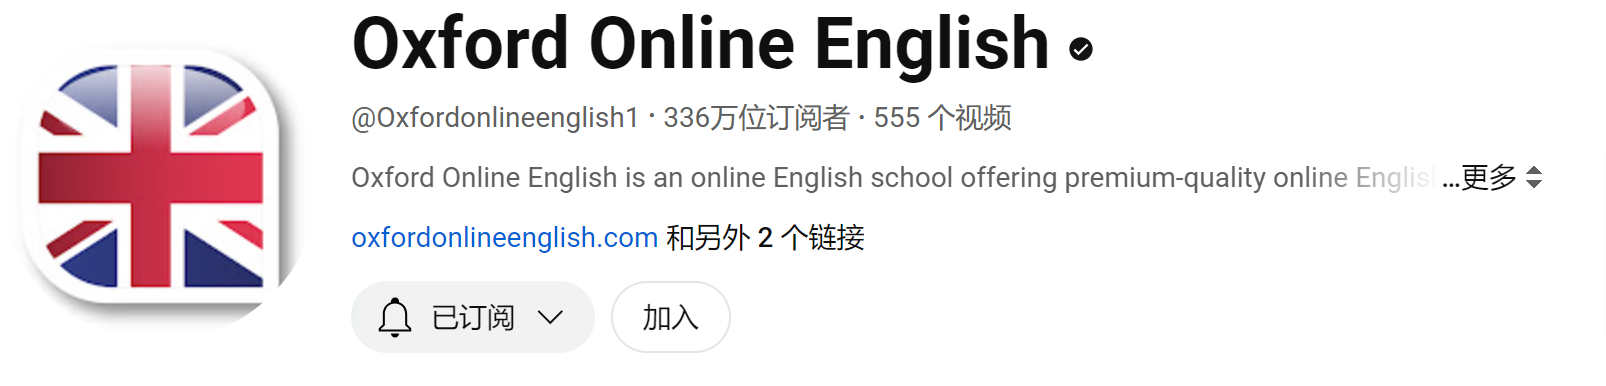 Oxford Online English
@Oxfordonlineenglish1 · 336万位订阅者 · 555 个视频
Oxford Online English is an online English school offering premium-quality online English ...更多
oxfordonlineenglish.com 和另外 2 个链接
已订阅 加入